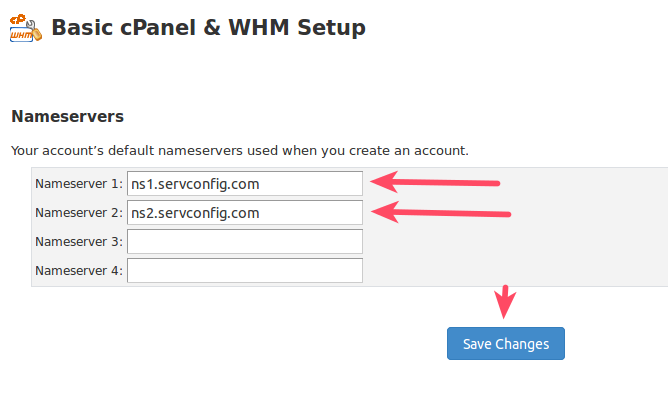 cP
WHM
Basic cPanel & WHM Setup
Nameservers
Your account’s default nameservers used when you create an account.
Nameserver 1: ns1.servconfig.com
Nameserver 2: ns2.servconfig.com
Nameserver 3:
Nameserver 4:
Save Changes